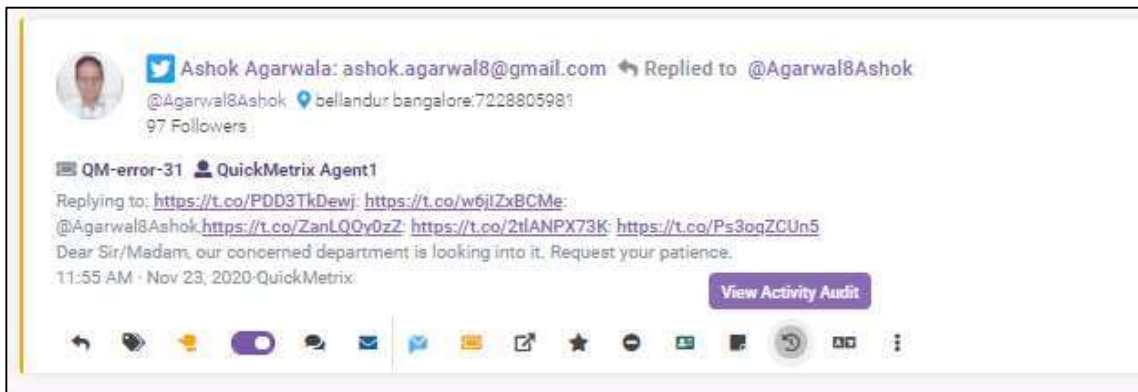 Ashok Agarwala: ashok.agarwal8@gmail.com Replied to @Agarwal8Ashok
@Agarwal8Ashok bellandur bangalore:7228805981
97 Followers
QM-error-31 QuickMetrix Agent1
Replying to: https://t.co/PDD3TkDewj: https://t.co/w6jIZxBCMe:
@Agarwal8Ashok,https://t.co/ZanLQOy0zZ: https://t.co/2tlANPX73K: https://t.co/Ps3oqZCUn5
Dear Sir/Madam, our concerned department is looking into it. Request your patience.
11:55 AM · Nov 23, 2020·QuickMetrix
View Activity Audit